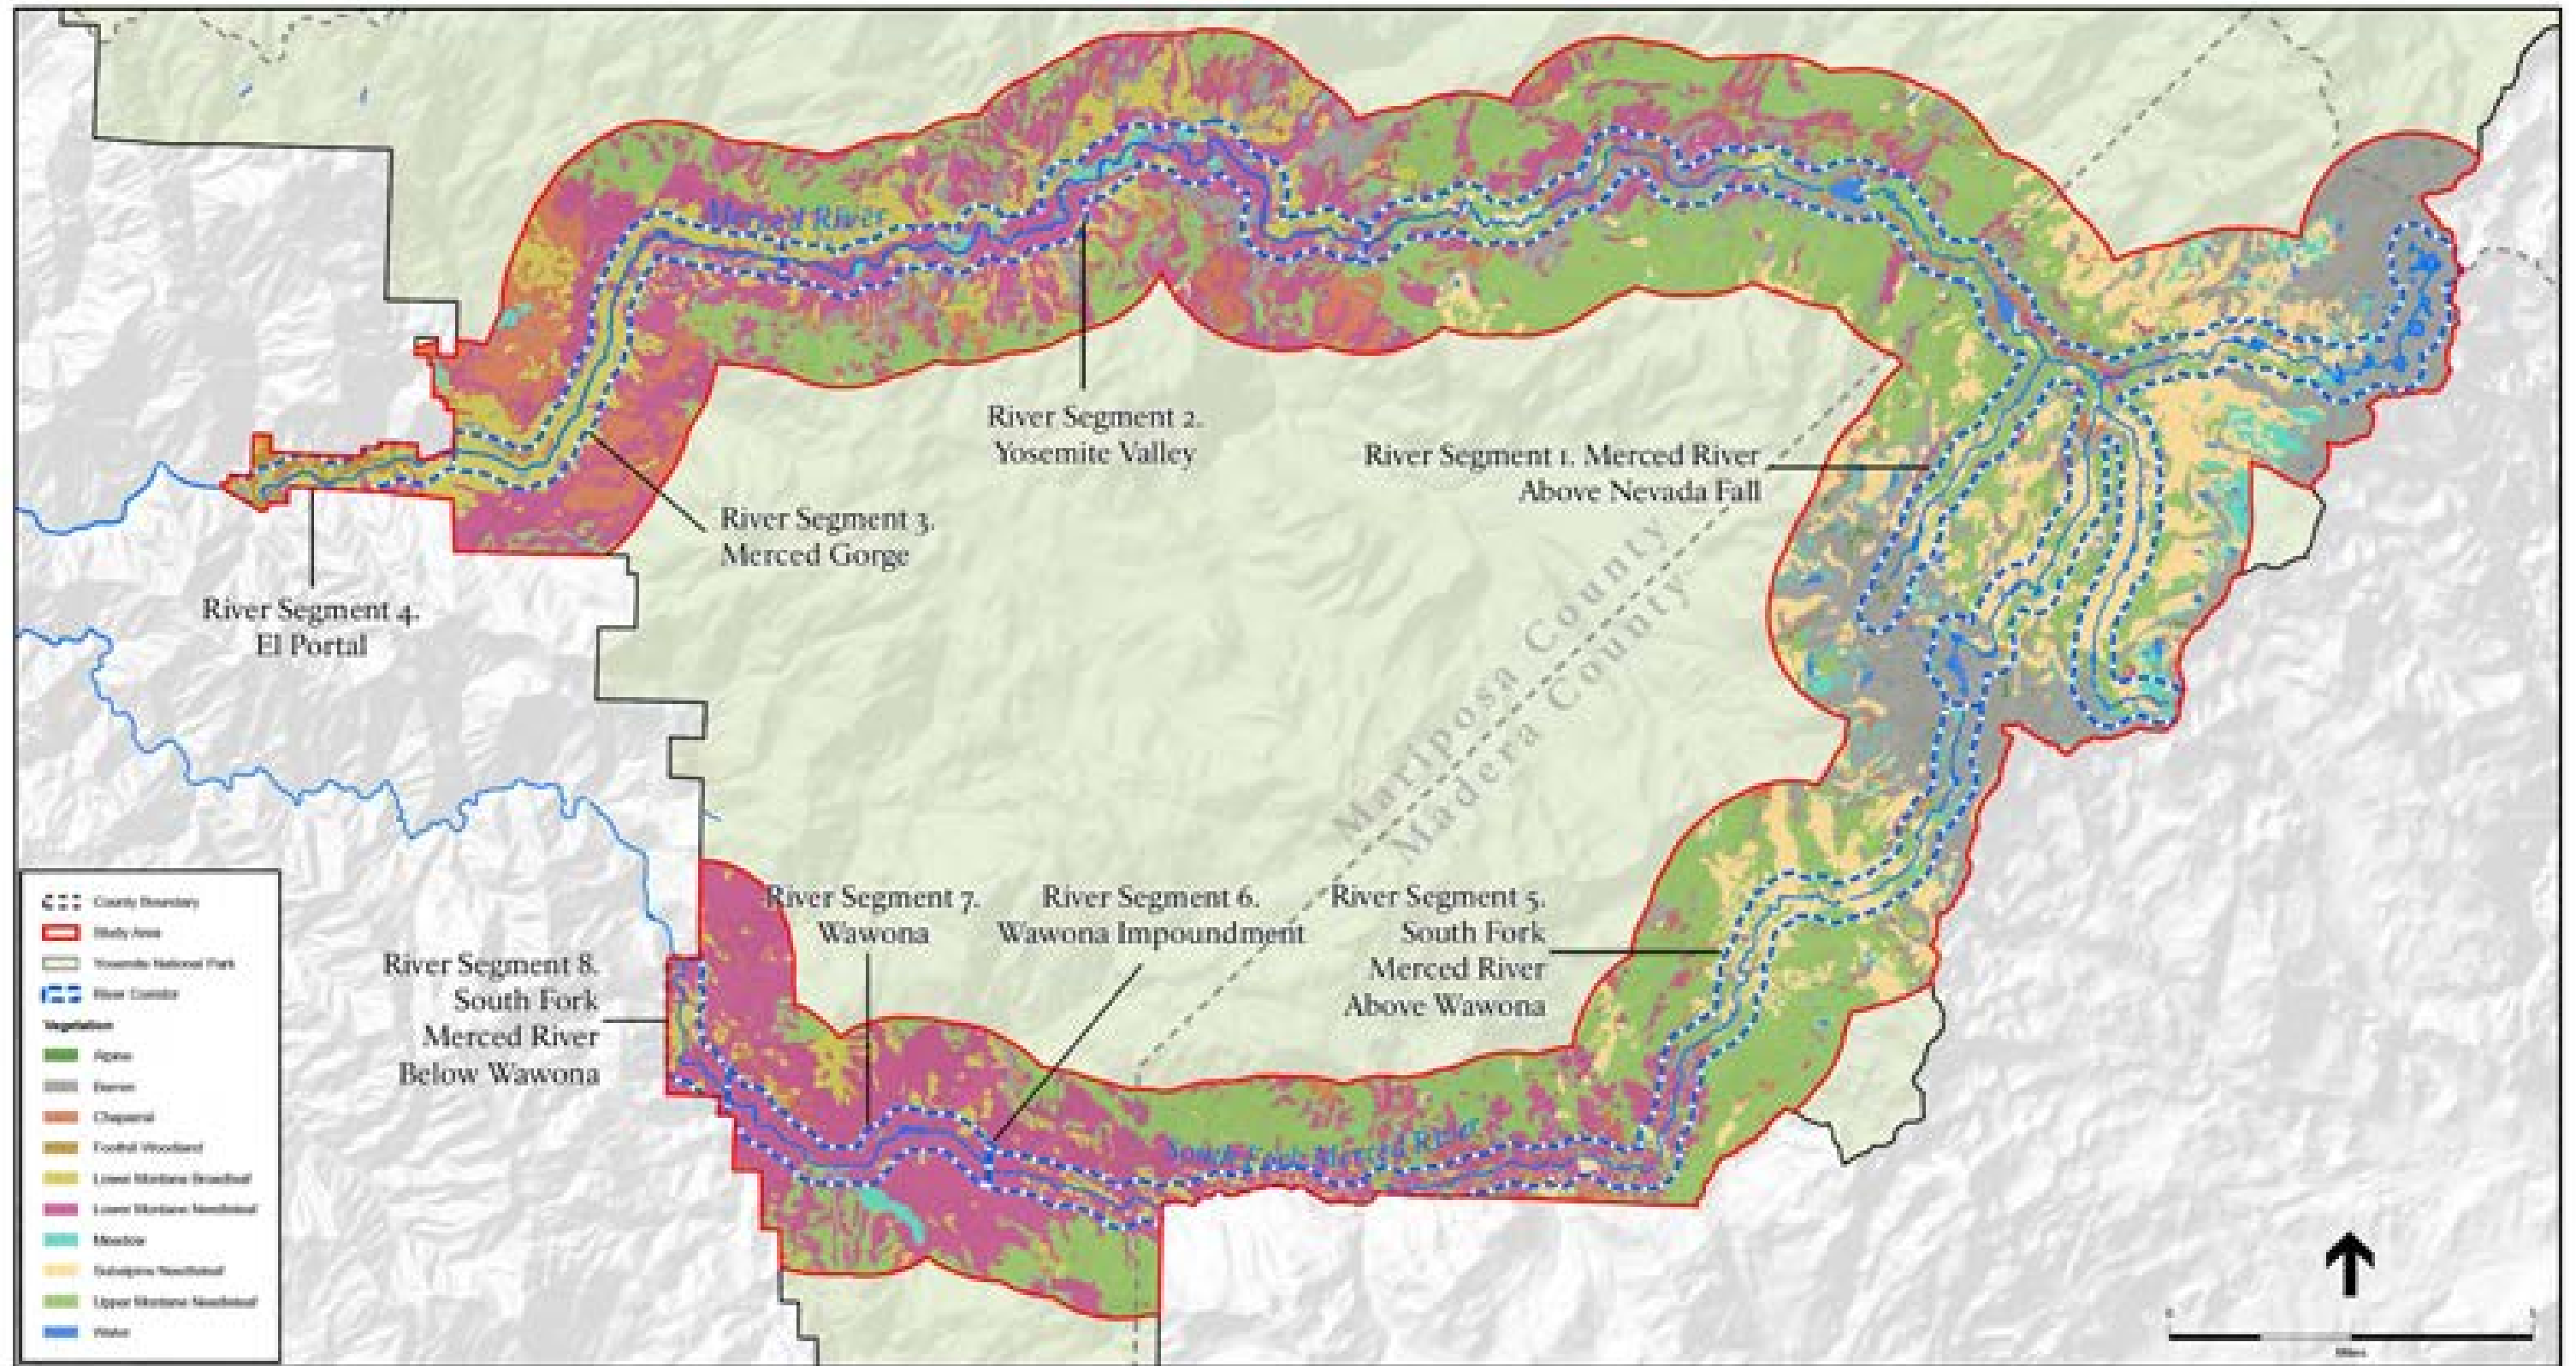 Merced River
River Segment 2.
Yosemite Valley
River Segment 1. Merced River
Above Nevada Fall
River Segment 3.
Merced Gorge
River Segment 4.
El Portal
Mariposa County
Madera County
River Segment 7.
Wawona
River Segment 6.
Wawona Impoundment
River Segment 5.
South Fork
Merced River
Above Wawona
River Segment 8.
South Fork
Merced River
Below Wawona
South Fork Merced River
County Boundary
Study Area
Yosemite National Park
River Corridor
Vegetation
Alpine
Barren
Chaparral
Foothill Woodland
Lower Montane Broadleaf
Lower Montane Needleleaf
Meadow
Subalpine Needleleaf
Upper Montane Needleleaf
Water
Miles